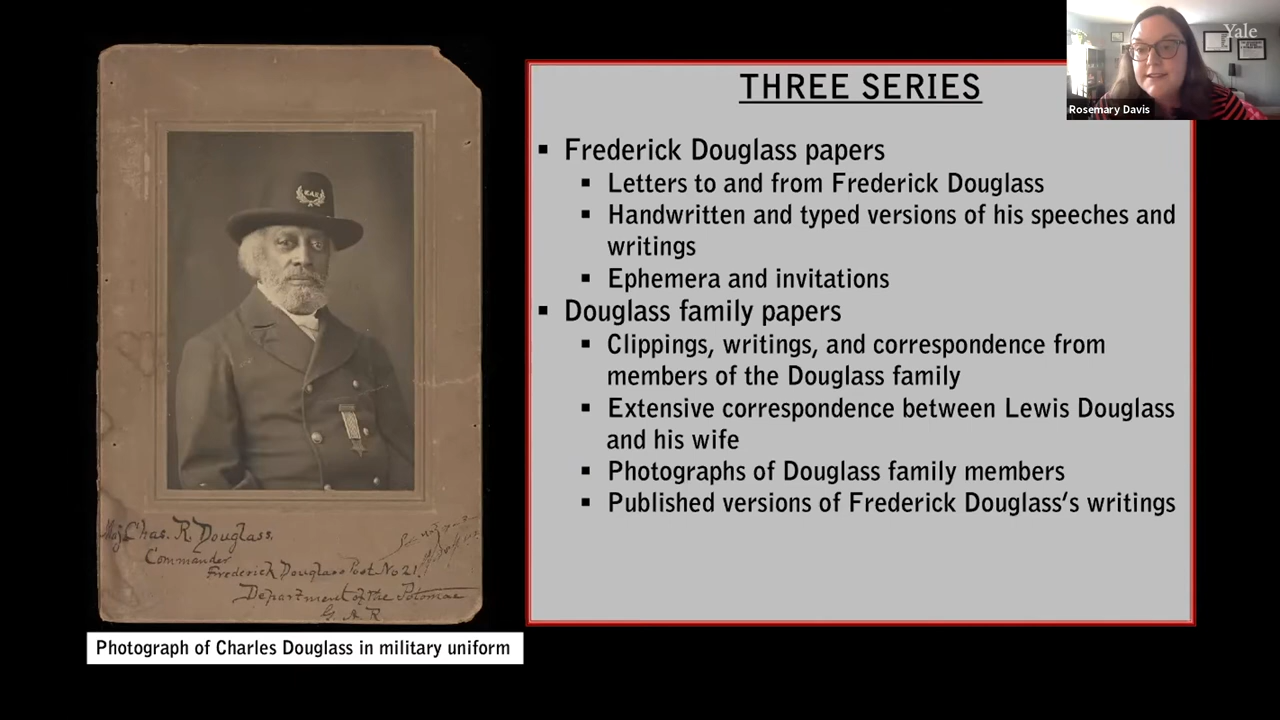 THREE SERIES
▪ Frederick Douglass papers
▪ Letters to and from Frederick Douglass
▪ Handwritten and typed versions of his speeches and
writings
▪ Ephemera and invitations
▪ Douglass family papers
▪ Clippings, writings, and correspondence from
members of the Douglass family
▪ Extensive correspondence between Lewis Douglass
and his wife
▪ Photographs of Douglass family members
▪ Published versions of Frederick Douglass's writings
Yale
Rosemary Davis
Maj Chas. R. Douglass.
Commander
Frederick Douglass Post No 21
Department of the Potomac
G. A. R
Photograph of Charles Douglass in military uniform